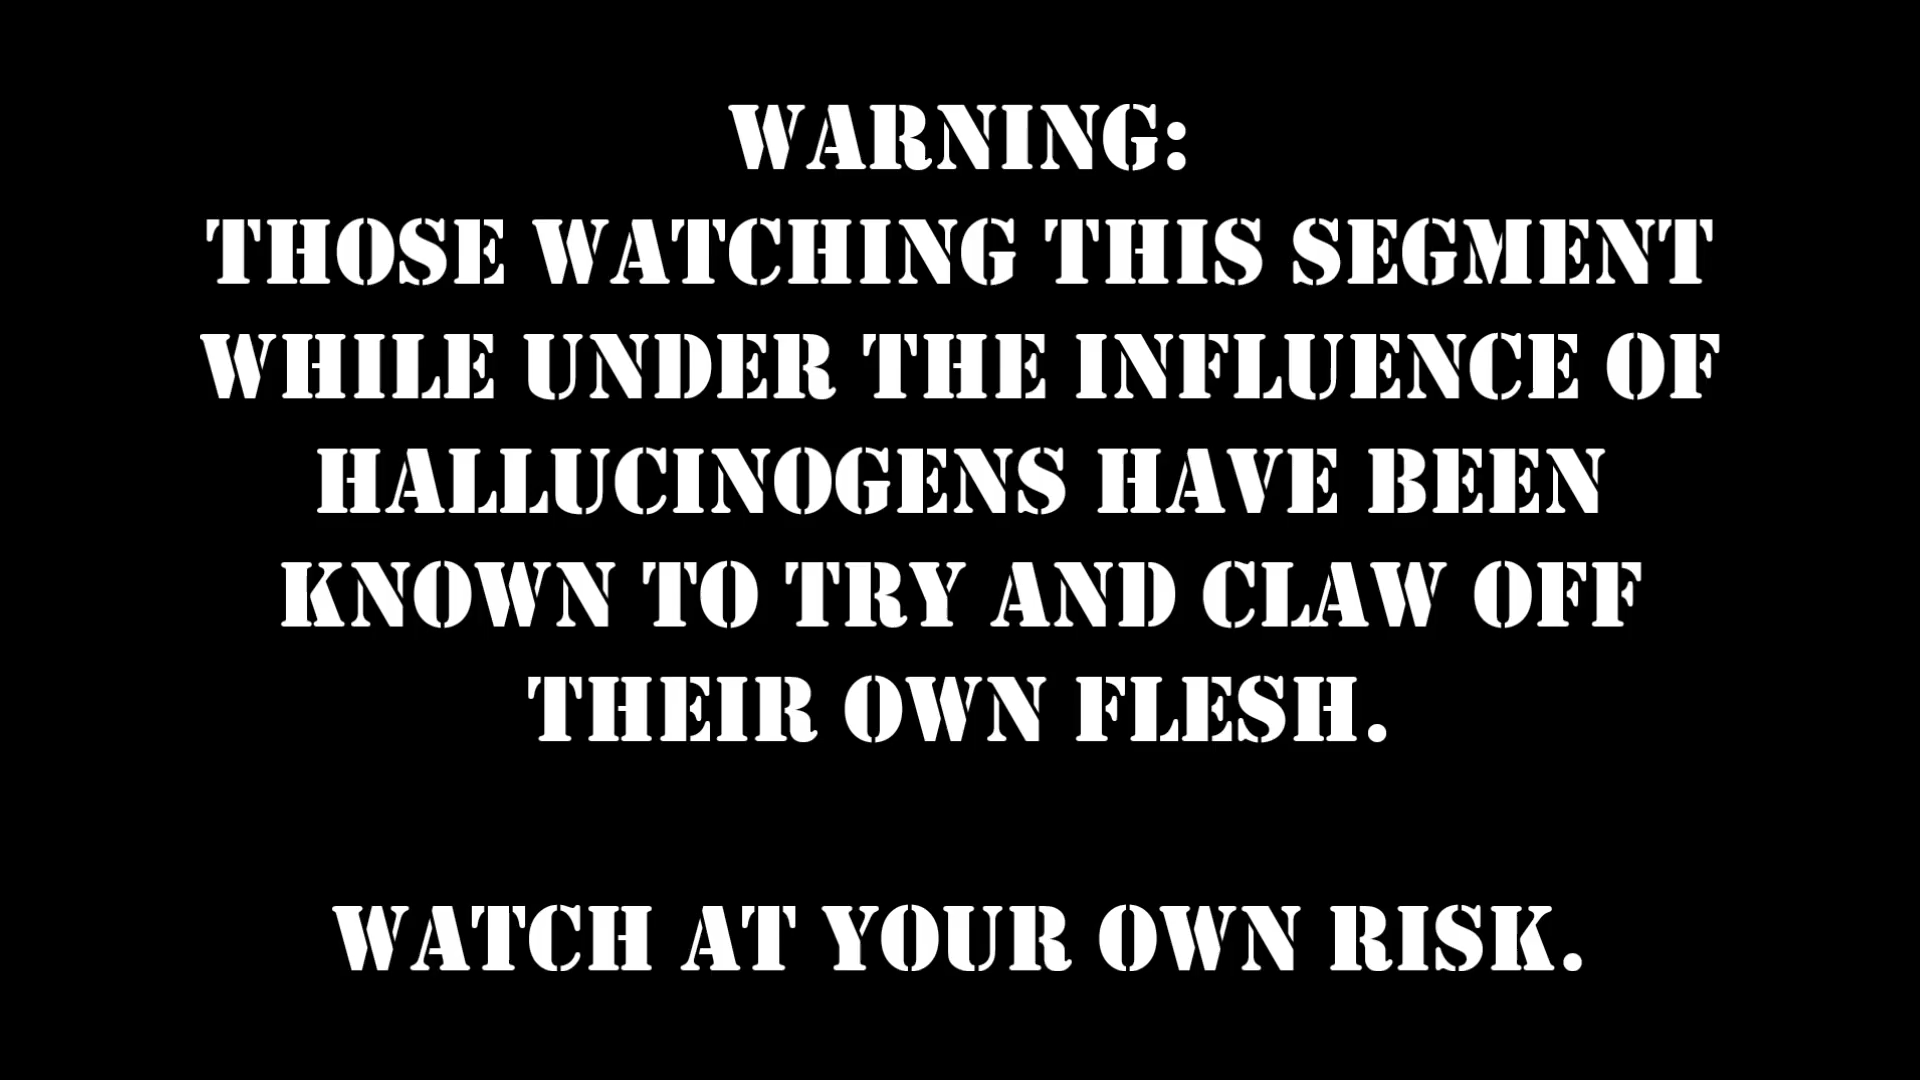 WARNING:
THOSE WATCHING THIS SEGMENT
WHILE UNDER THE INFLUENCE OF
HALLUCINOGENS HAVE BEEN
KNOWN TO TRY AND CLAW OFF
THEIR OWN FLESH.
WATCH AT YOUR OWN RISK.